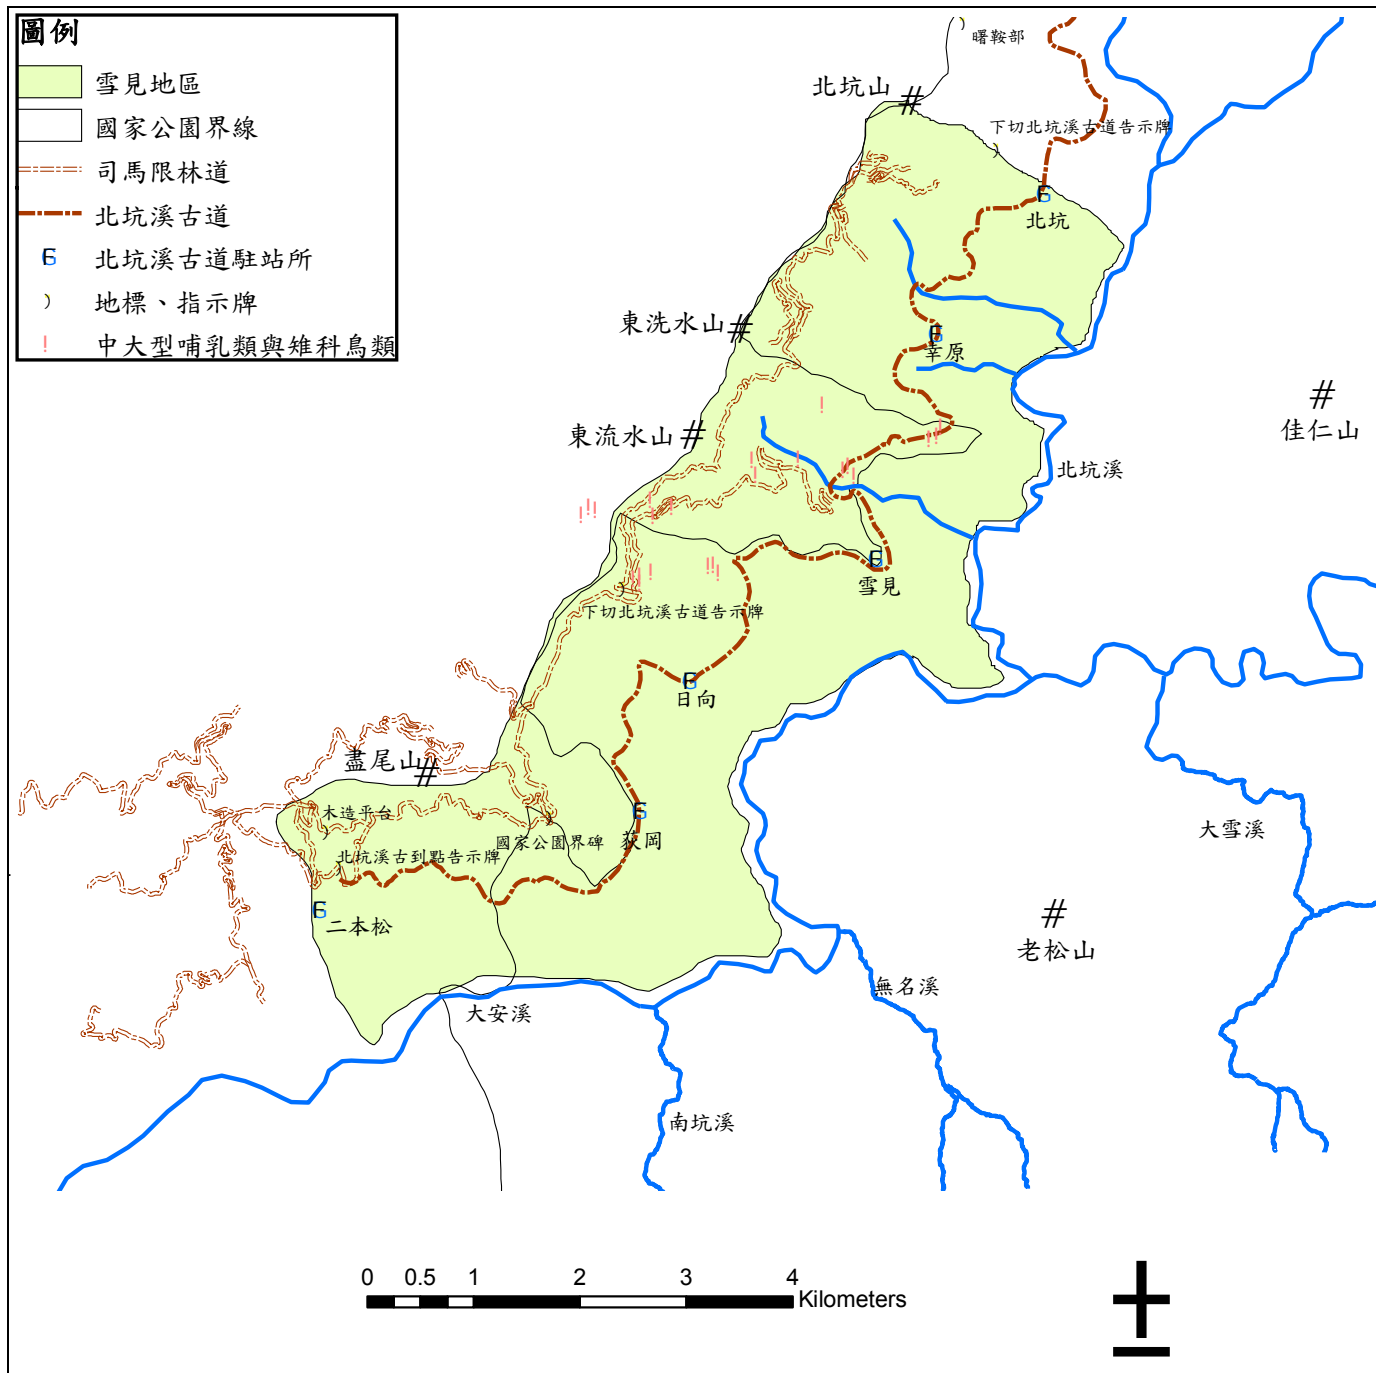 圖例
雪見地區
國家公園界線
司馬限林道
北坑溪古道
北坑溪古道駐站所
地標、指示牌
中大型哺乳類與雉科鳥類
曙鞍部
北坑山
下切北坑溪古道告示牌
北坑
東洗水山
幸原
佳仁山
東流水山
北坑溪
雪見
下切北坑溪古道告示牌
日向
盡尾山
木造平台
國家公園界碑
荻岡
大雪溪
北坑溪古到點告示牌
二本松
老松山
無名溪
大安溪
南坑溪
0 0.5 1 2 3 4
Kilometers